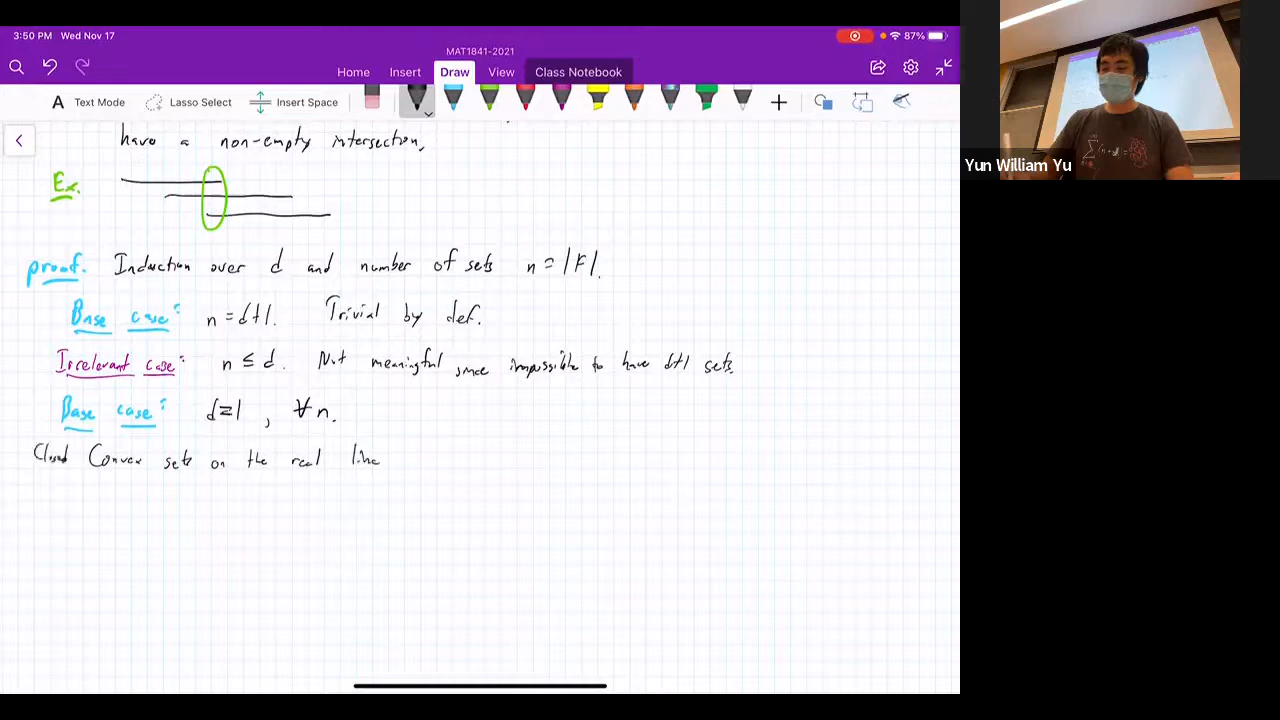 3:50 PM Wed Nov 17
87%
MAT1841-2021
Home Insert Draw View Class Notebook
A Text Mode Lasso Select Insert Space
have a non-empty intersection.
Ex.
proof. Induction over d and number of sets n = |F|.
Base case: n = d+1. Trivial by def.
Irrelevant case: n ≤ d. Not meaningful since impossible to have d+1 sets.
Base case: d=1, ∀ n.
Closed Convex sets on the real line
Yun William Yu